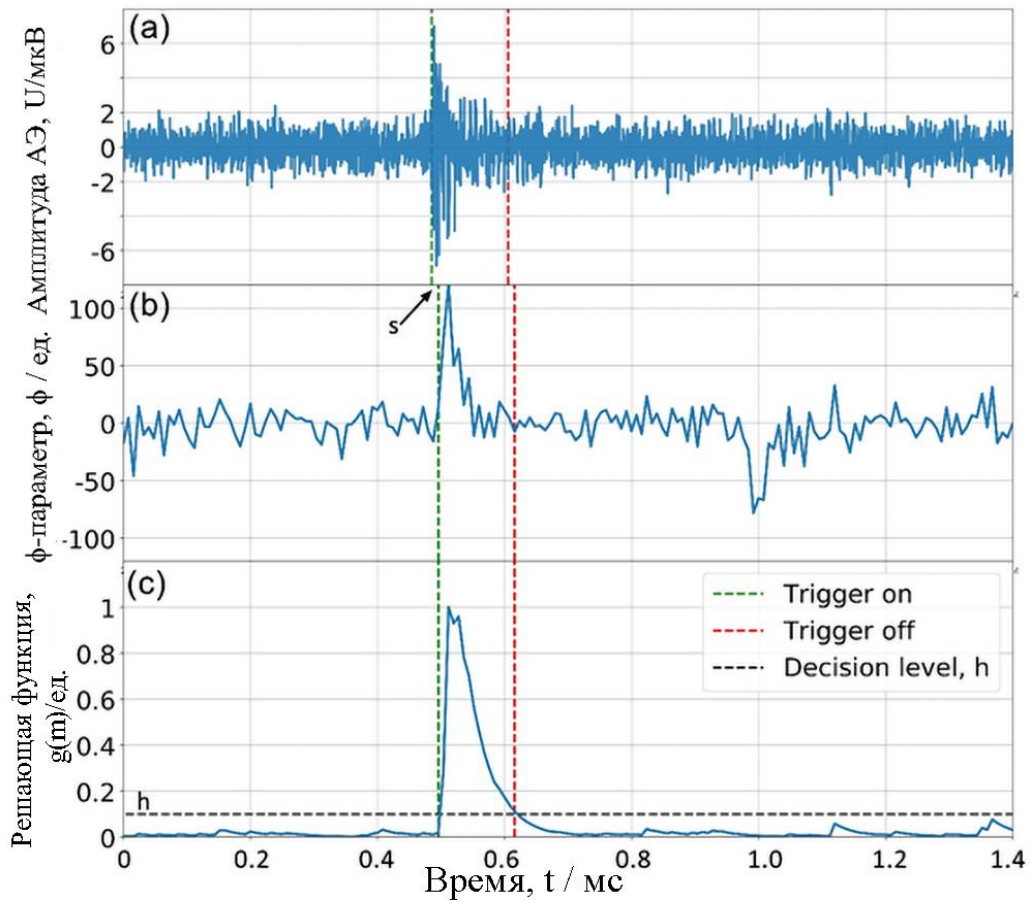 Амплитуда АЭ, U/мкВ
(a)
6
2
0
-2
-6
ϕ-параметр, ϕ / ед.
(b)
s
100
50
0
-50
-100
Решающая функция,
g(m)/ед.
(c)
Trigger on
Trigger off
Decision level, h
1
0.8
0.6
0.4
0.2
h
0
0 0.2 0.4 0.6 0.8 1.0 1.2 1.4
Время, t / мс